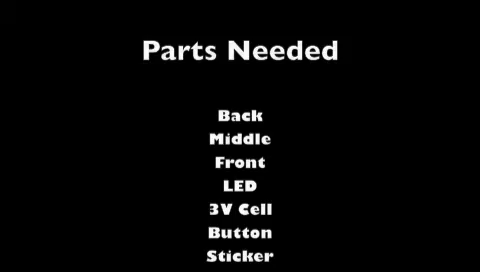 Parts Needed
Back
Middle
Front
LED
3V Cell
Button
Sticker